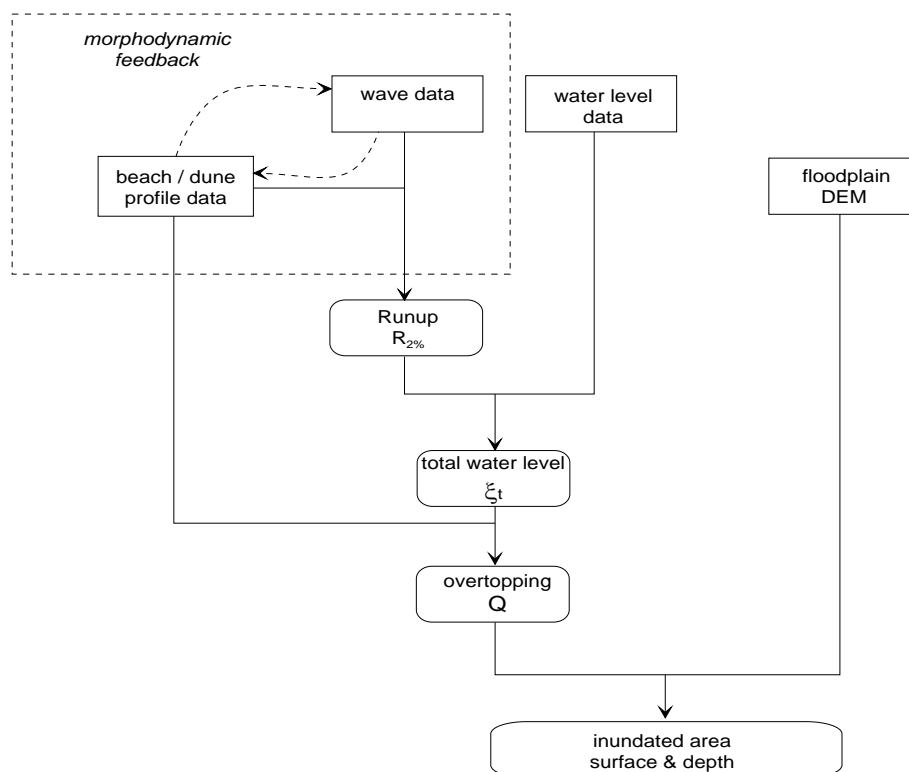 morphodynamic
feedback
wave data
water level
data
beach / dune
profile data
floodplain
DEM
Runup
R2%
total water level
ξt
overtopping
Q
inundated area
surface & depth